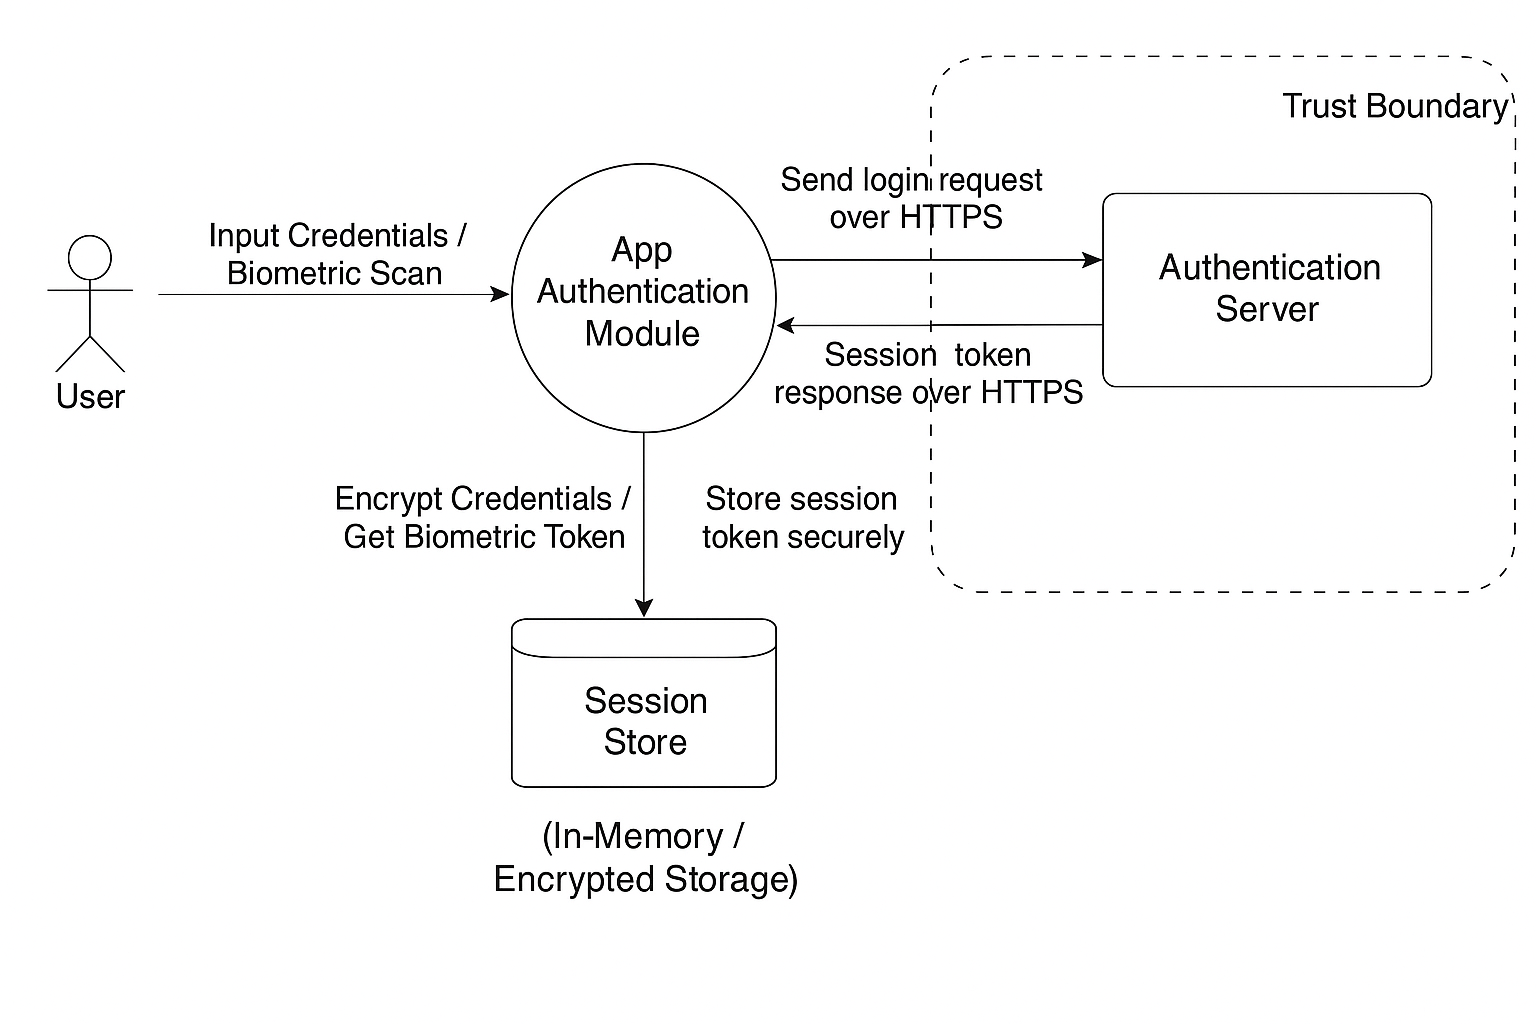 Trust Boundary
Send login request
over HTTPS
Input Credentials /
Biometric Scan
App
Authentication
Module
Authentication
Server
Session token
response over HTTPS
User
Encrypt Credentials /
Get Biometric Token
Store session
token securely
Session
Store
(In-Memory /
Encrypted Storage)